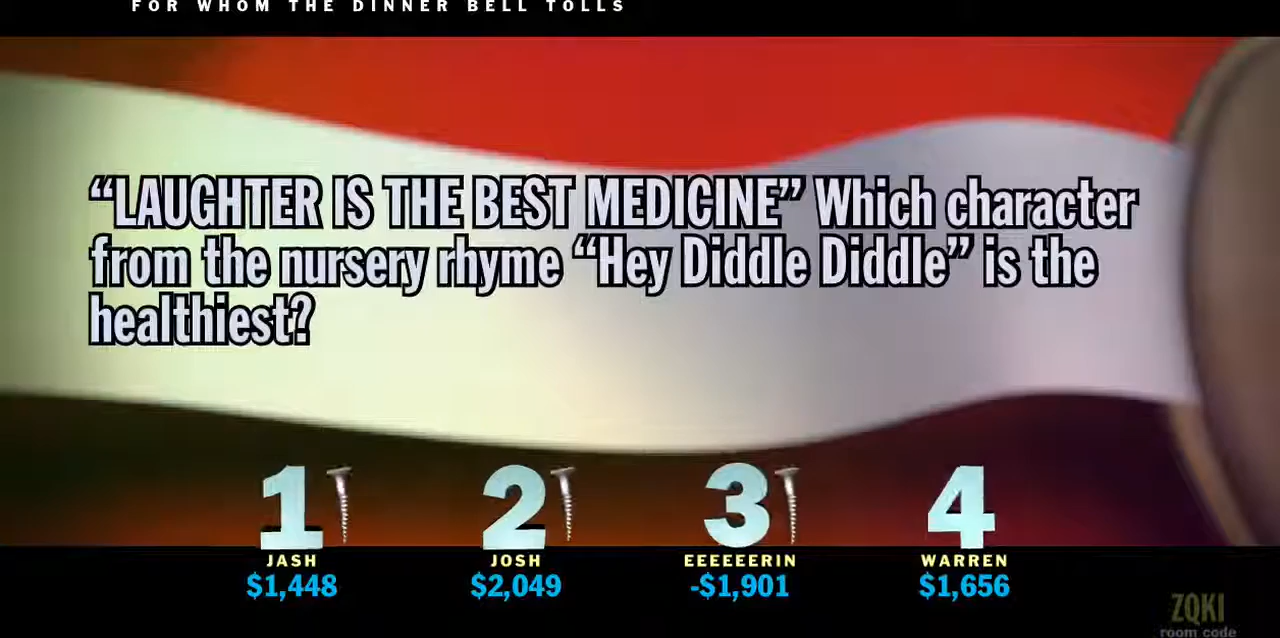 FOR WHOM THE DINNER BELL TOLLS
“LAUGHTER IS THE BEST MEDICINE” Which character
from the nursery rhyme “Hey Diddle Diddle” is the
healthiest?
1 2 3 4
JASH JOSH EEEEEERIN WARREN
$1,448 $2,049 -$1,901 $1,656
ZQKI
room code